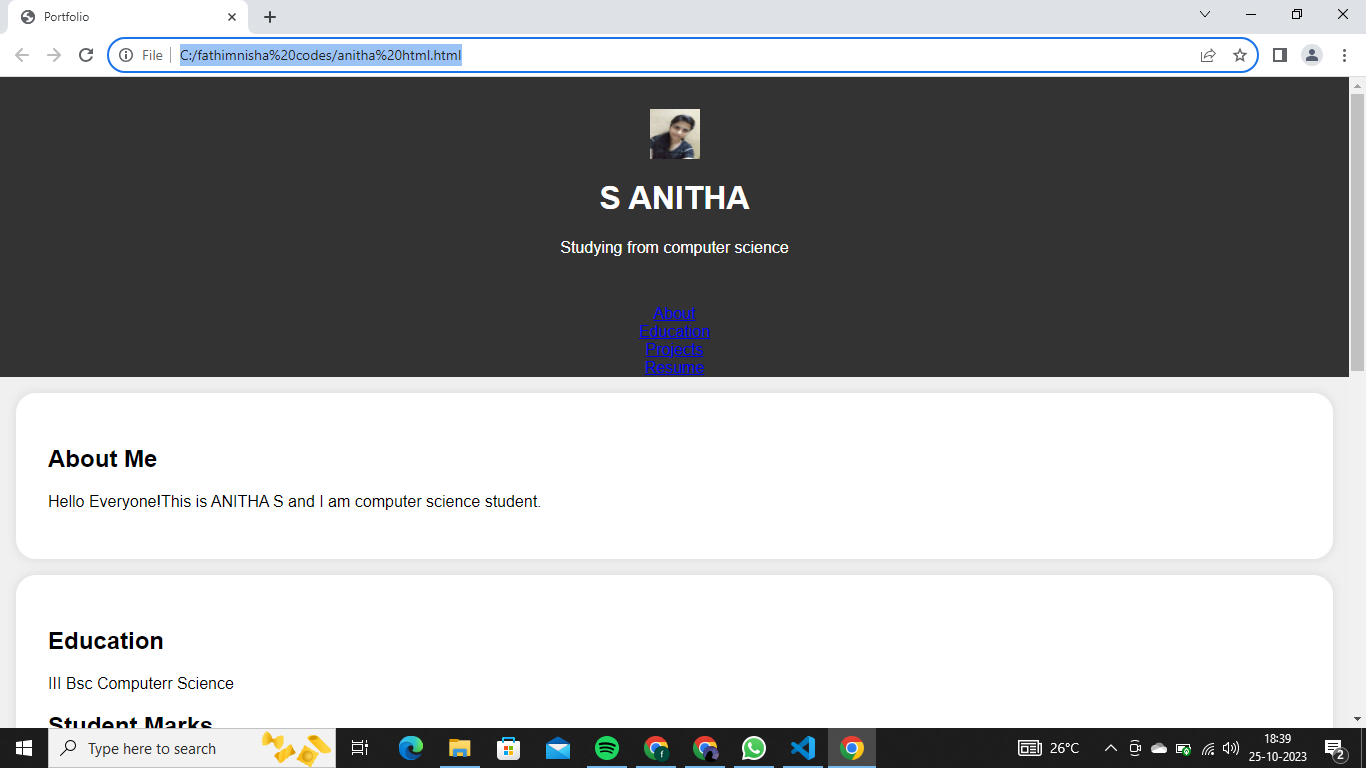 Portfolio
File
C:/fathimnisha%20codes/anitha%20html.html
S ANITHA
Studying from computer science
About
Education
Projects
Resume
About Me
Hello Everyone!This is ANITHA S and I am computer science student.
Education
III Bsc Computerr Science
Student Marks
Type here to search
26°C
18:39
25-10-2023
2